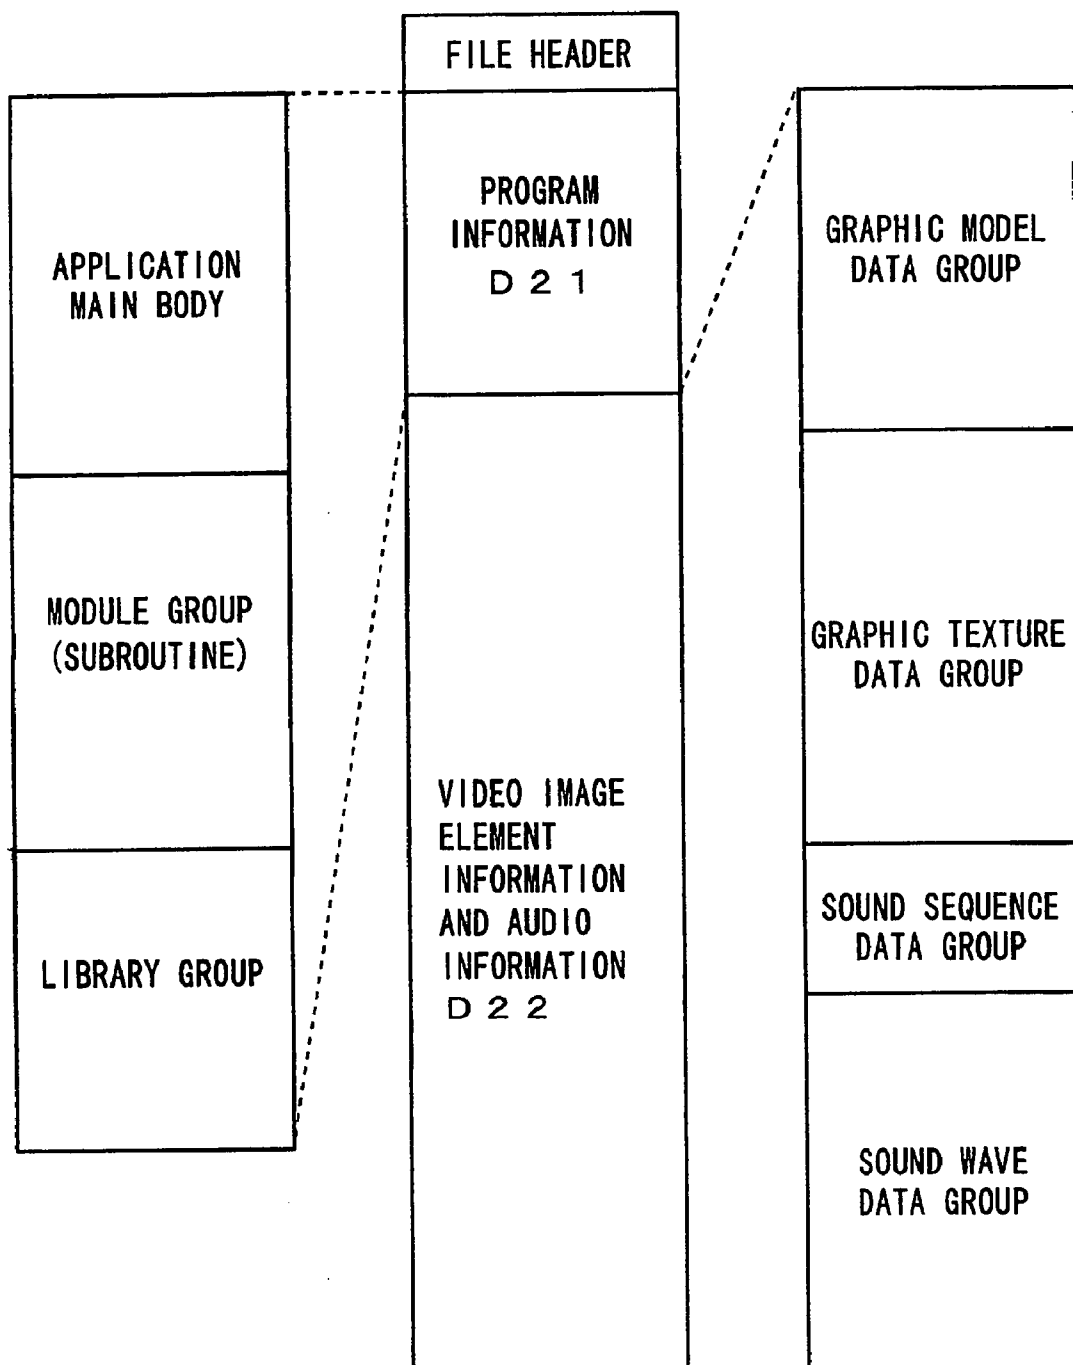 FILE HEADER
PROGRAM
INFORMATION
D21
VIDEO IMAGE
ELEMENT
INFORMATION
AND AUDIO
INFORMATION
D22
APPLICATION
MAIN BODY
MODULE GROUP
(SUBROUTINE)
LIBRARY GROUP
GRAPHIC MODEL
DATA GROUP
GRAPHIC TEXTURE
DATA GROUP
SOUND SEQUENCE
DATA GROUP
SOUND WAVE
DATA GROUP